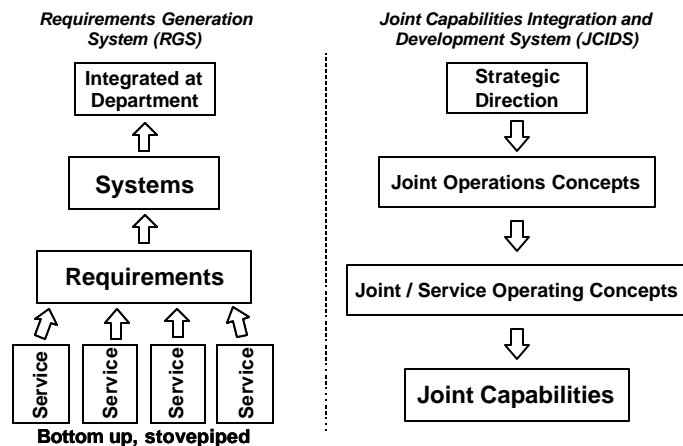 Requirements Generation
System (RGS)
Integrated at
Department
Systems
Requirements
Service
Service
Service
Service
Bottom up, stovepiped
Joint Capabilities Integration and
Development System (JCIDS)
Strategic
Direction
Joint Operations Concepts
Joint / Service Operating Concepts
Joint Capabilities